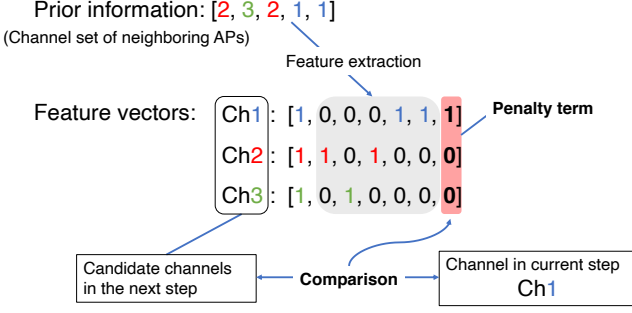 Prior information: [2, 3, 2, 1, 1]
(Channel set of neighboring APs)
Feature extraction
Feature vectors:
Ch1 : [1, 0, 0, 0, 1, 1, 1]
Penalty term
Ch2 : [1, 1, 0, 1, 0, 0, 0]
Ch3 : [1, 0, 1, 0, 0, 0, 0]
Candidate channels
in the next step
Comparison
Channel in current step
Ch1